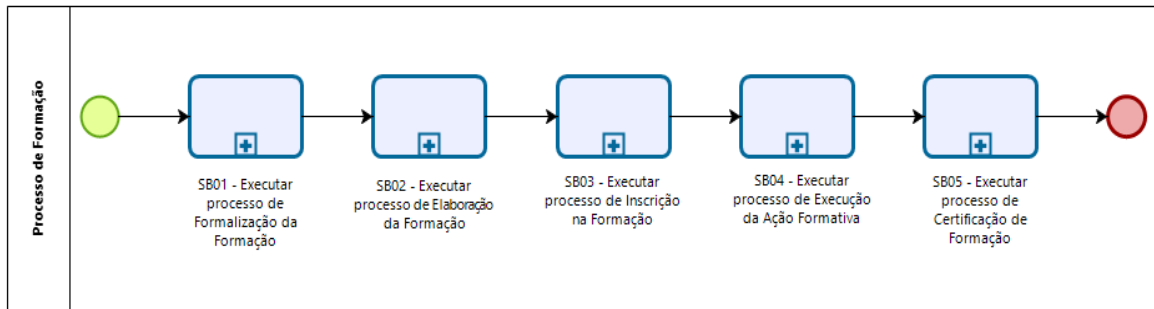 Processo de Formação
SB01 - Executar
processo de
Formalização da
Formação
SB02 - Executar
processo de Elaboração
da Formação
SB03 - Executar
processo de Inscrição
na Formação
SB04 - Executar
processo de Execução
da Ação Formativa
SB05 - Executar
processo de
Certificação de
Formação